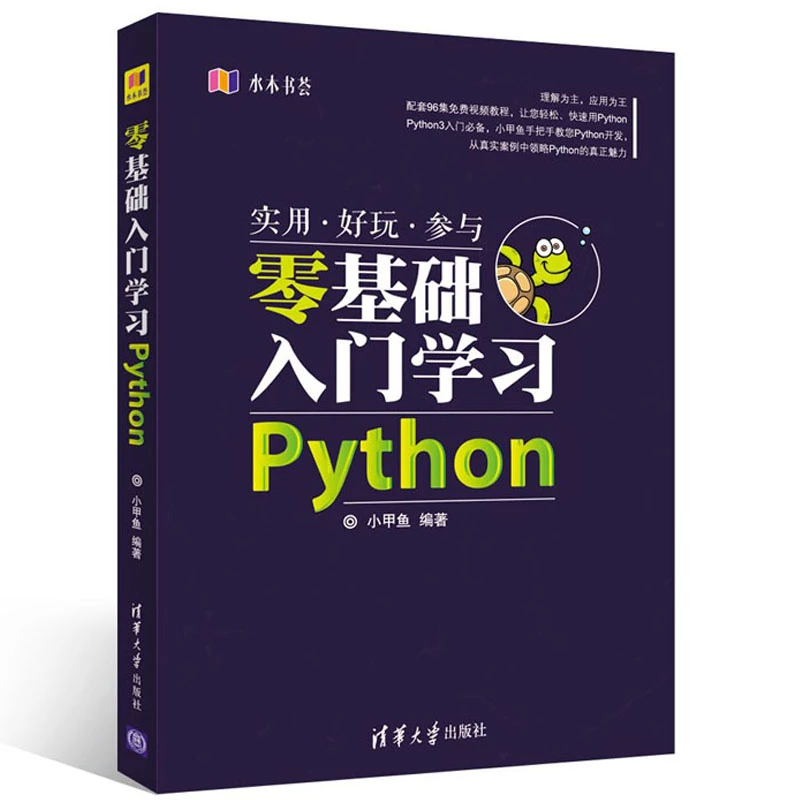 水木书荟
理解为主，应用为王
配套96集免费视频教程，让您轻松、快速用Python
Python3入门必备，小甲鱼手把手教您Python开发，
从真实案例中领略Python的真正魅力
实用·好玩·参与
零基础
入门学习
Python
小甲鱼 编著
清华大学出版社
水木书荟
零基础入门学习Python
小甲鱼 编著
清华大学出版社